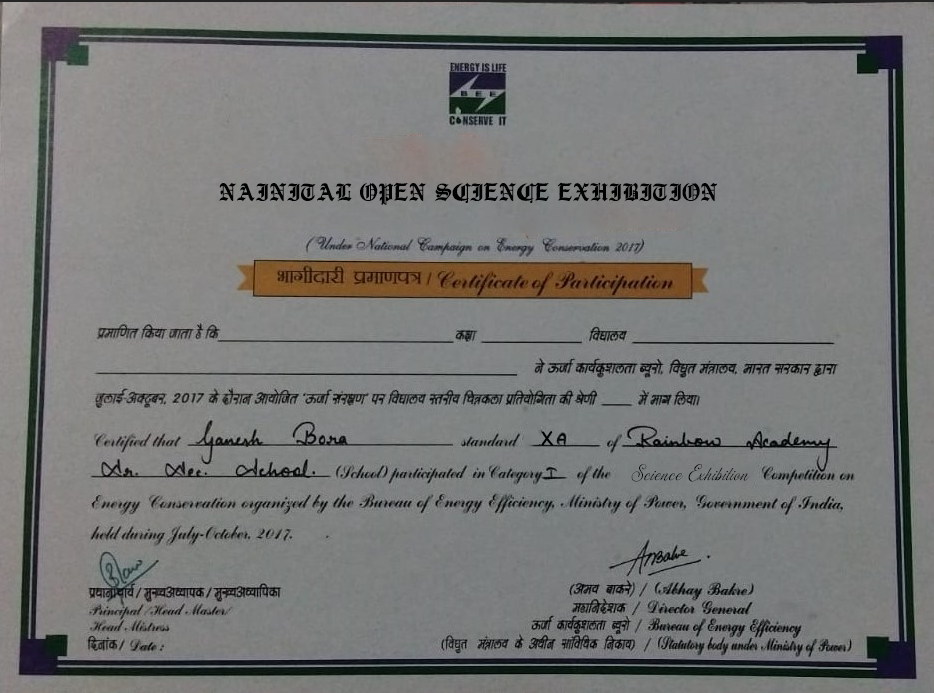 ENERGY IS LIFE
BEE
CONSERVE IT
NAINITAL OPEN SCIENCE EXHIBITION
(Under National Campaign on Energy Conservation 2017)
भागीदारी प्रमाणपत्र / Certificate of Participation
प्रमाणित किया जाता है कि कक्षा विद्यालय
ने ऊर्जा कार्यकुशलता ब्यूरो, विद्युत मंत्रालय, भारत सरकार द्वारा
जुलाई-अक्टूबर, 2017 के दौरान आयोजित 'ऊर्जा संरक्षण' पर विद्यालय स्तरीय चित्रकला प्रतियोगिता की श्रेणी में भाग लिया।
Certified that Ganesh Bora standard XA of Rainbow Academy
Sr. Sec. School. (School) participated in Category I of the Science Exhibition Competition on
Energy Conservation organized by the Bureau of Energy Efficiency, Ministry of Power, Government of India,
held during July-October, 2017.
प्रधानाचार्य / मुख्यअध्यापक / मुख्यअध्यापिका
Principal /Head Master/
Head Mistress
दिनांक/ Date :
ABakre
(अभय बाकरे) / (Abhay Bakre)
महानिदेशक / Director General
ऊर्जा कार्यकुशलता ब्यूरो / Bureau of Energy Efficiency
(विद्युत मंत्रालय के अधीन सांविधिक निकाय) / (Statutory body under Ministry of Power)